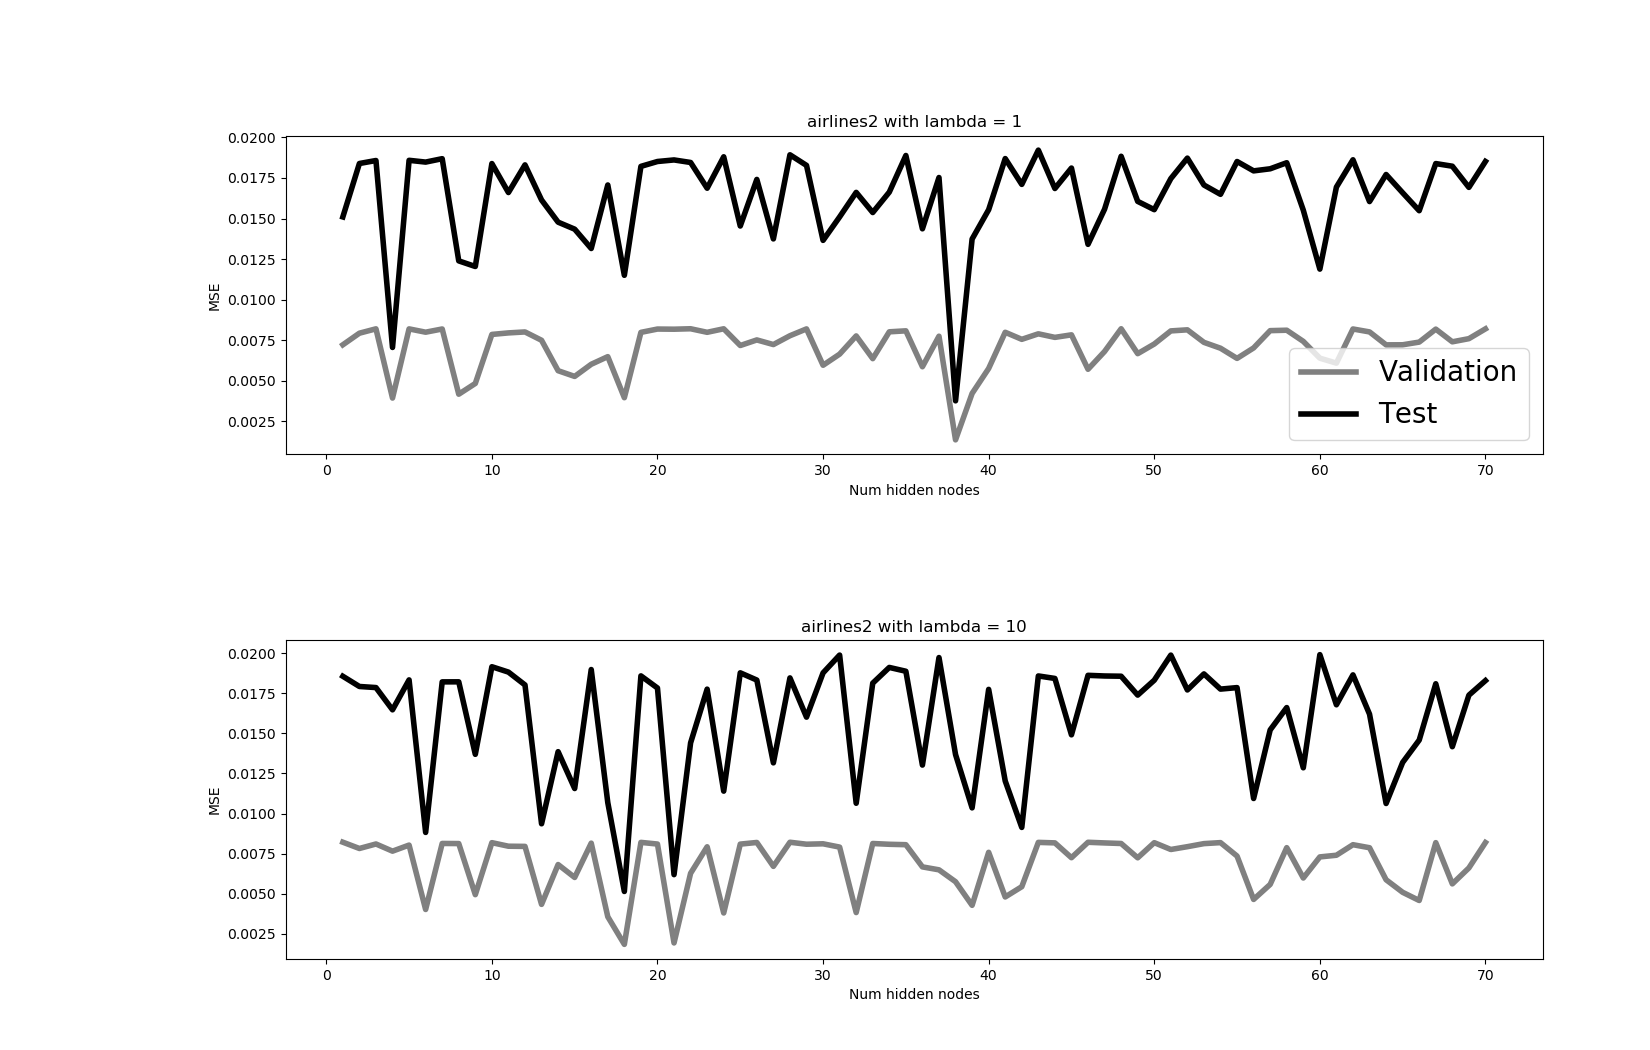 airlines2 with lambda = 1
0.0200
0.0175
0.0150
0.0125
0.0100
0.0075
0.0050
0.0025
MSE
Validation
Test
0 10 20 30 40 50 60 70
Num hidden nodes
airlines2 with lambda = 10
0.0200
0.0175
0.0150
0.0125
0.0100
0.0075
0.0050
0.0025
MSE
0 10 20 30 40 50 60 70
Num hidden nodes